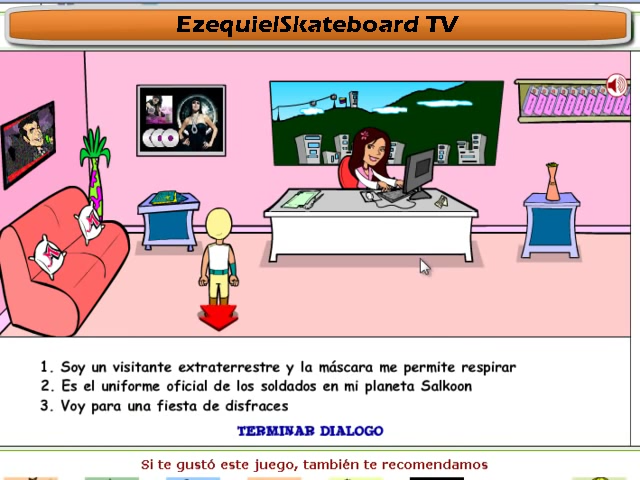 EzequielSkateboard TV
1. Soy un visitante extraterrestre y la máscara me permite respirar
2. Es el uniforme oficial de los soldados en mi planeta Salkoon
3. Voy para una fiesta de disfraces
TERMINAR DIALOGO
Si te gustó este juego, también te recomendamos